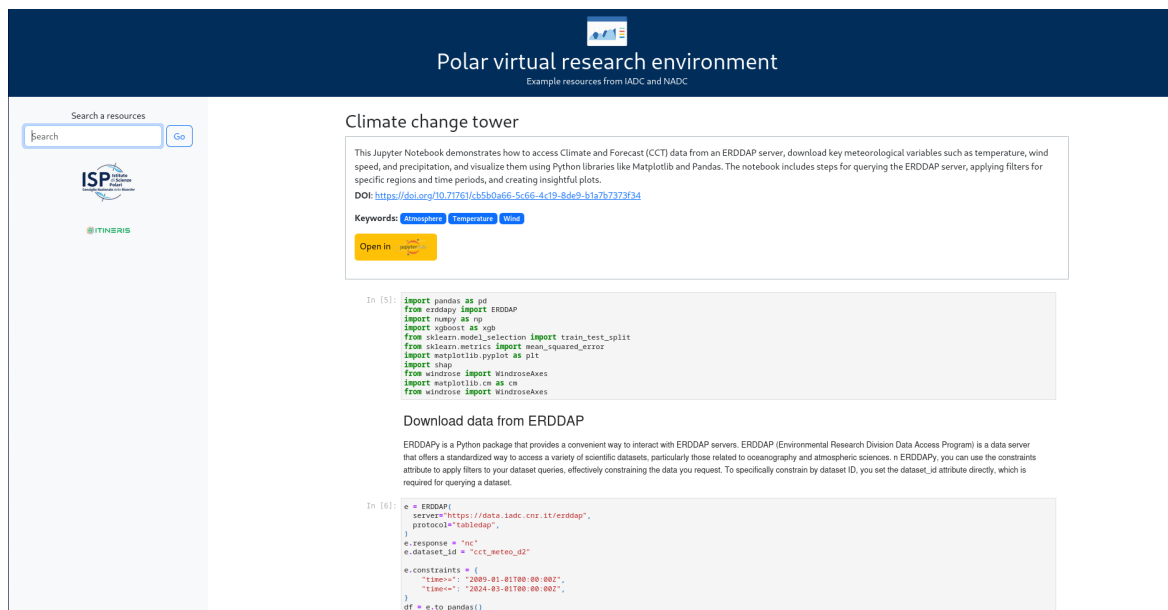 Polar virtual research environment
Example resources from IADC and NADC
Search a resources
Search
Go
ISP Istituto
di Scienze
Polari
ITINERIS
Climate change tower
This Jupyter Notebook demonstrates how to access Climate and Forecast (CCT) data from an ERDDAP server, download key meteorological variables such as temperature, wind
speed, and precipitation, and visualize them using Python libraries like Matplotlib and Pandas. The notebook includes steps for querying the ERDDAP server, applying filters for
specific regions and time periods, and creating insightful plots.
DOI: https://doi.org/10.71761/cb5b0a66-5c66-4c19-8de9-b1a7b7373f34
Keywords: Atmosphere Temperature Wind
Open in jupyterhub
In [5]: import pandas as pd
from erddapy import ERDDAP
import numpy as np
import xgboost as xgb
from sklearn.model_selection import train_test_split
from sklearn.metrics import mean_squared_error
import matplotlib.pyplot as plt
import shap
from windrose import WindroseAxes
import matplotlib.cm as cm
from windrose import WindroseAxes
Download data from ERDDAP
ERDDAPy is a Python package that provides a convenient way to interact with ERDDAP servers. ERDDAP (Environmental Research Division Data Access Program) is a data server
that offers a standardized way to access a variety of scientific datasets, particularly those related to oceanography and atmospheric sciences. n ERDDAPy, you can use the constraints
attribute to apply filters to your dataset queries, effectively constraining the data you request. To specifically constrain by dataset ID, you set the dataset_id attribute directly, which is
required for querying a dataset.
In [6]: e = ERDDAP(
server="https://data.iadc.cnr.it/erddap",
protocol="tabledap",
)
e.response = "nc"
e.dataset_id = "cct_meteo_d2"
e.constraints = {
"time>=": "2009-01-01T00:00:00Z",
"time<=": "2024-03-01T00:00:00Z",
}
df = e.to_pandas()